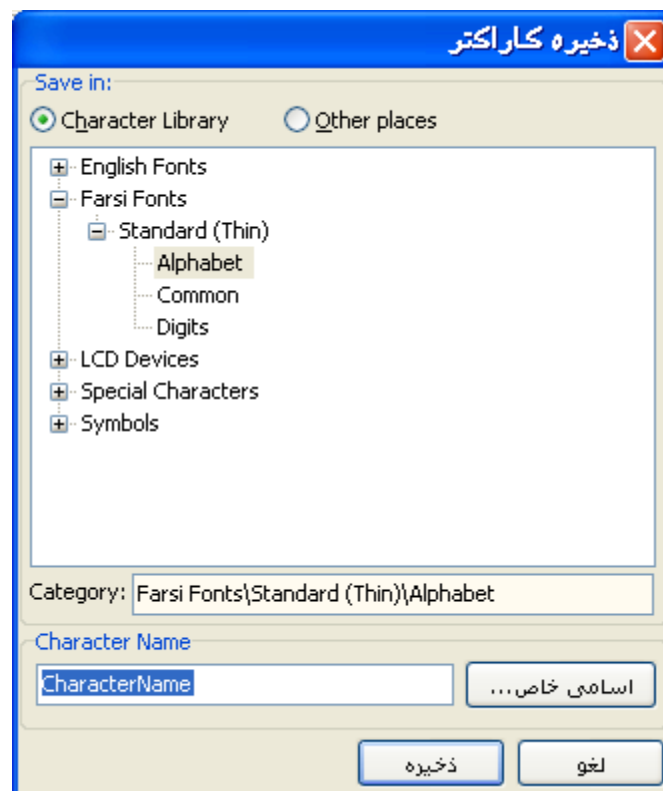 ذخیره کاراکتر
Save in:
Character Library Other places
English Fonts
Farsi Fonts
Standard (Thin)
Alphabet
Common
Digits
LCD Devices
Special Characters
Symbols
Category: Farsi Fonts\Standard (Thin)\Alphabet
Character Name
CharacterName اسامی خاص...
ذخیره لغو